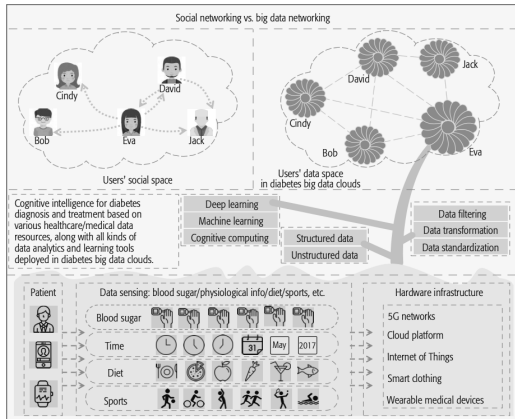 Social networking vs. big data networking
Cindy
David
Bob
Eva
Jack
Users' social space
David
Jack
Cindy
Bob
Eva
Users' data space
in diabetes big data clouds
Cognitive intelligence for diabetes
diagnosis and treatment based on
various healthcare/medical data
resources, along with all kinds of
data analytics and learning tools
deployed in diabetes big data clouds.
Deep learning
Machine learning
Cognitive computing
Structured data
Unstructured data
Data filtering
Data transformation
Data standardization
Patient
Data sensing: blood sugar/physiological info/diet/sports, etc.
Blood sugar
Time
31
May
2017
Diet
Sports
Hardware infrastructure
5G networks
Cloud platform
Internet of Things
Smart clothing
Wearable medical devices